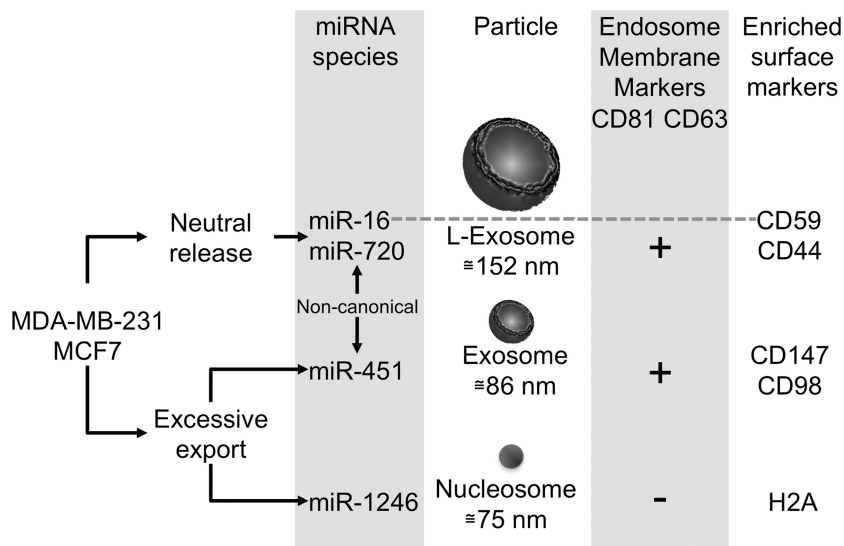 miRNA
species
Particle
Endosome
Membrane
Markers
CD81 CD63
Enriched
surface
markers
Neutral
release
miR-16
miR-720
L-Exosome
≅152 nm
+
CD59
CD44
Non-canonical
MDA-MB-231
MCF7
miR-451
Exosome
≅86 nm
+
CD147
CD98
Excessive
export
miR-1246
Nucleosome
≅75 nm
-
H2A